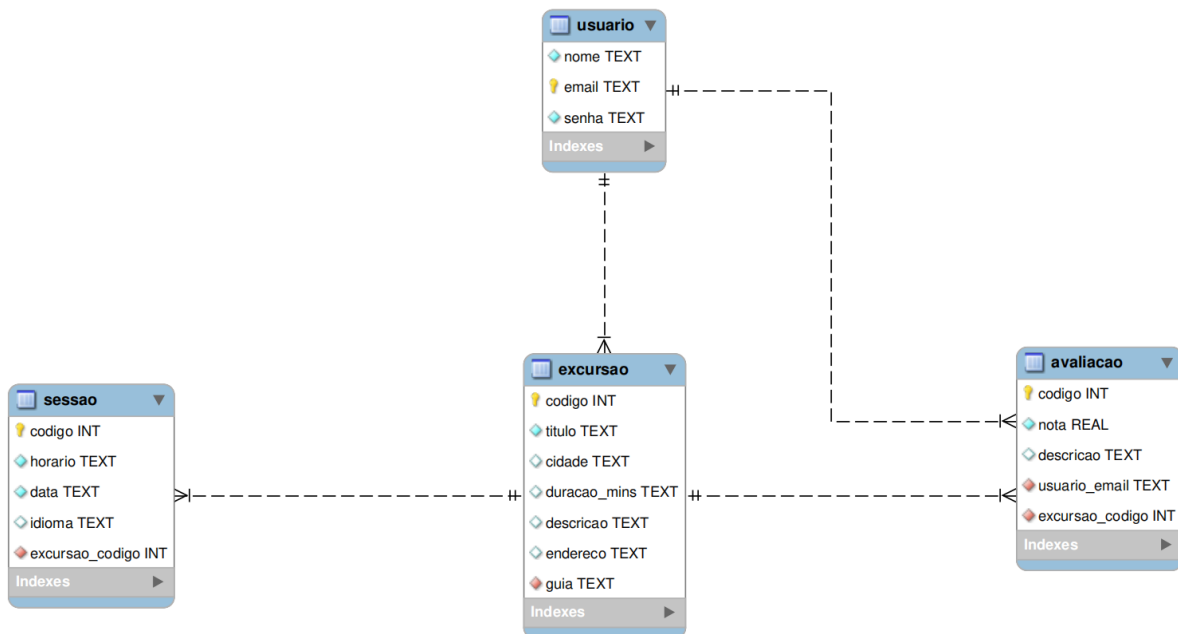 usuario
nome TEXT
email TEXT
senha TEXT
Indexes
sessao
codigo INT
horario TEXT
data TEXT
idioma TEXT
excursao_codigo INT
Indexes
excursao
codigo INT
titulo TEXT
cidade TEXT
duracao_mins TEXT
descricao TEXT
endereco TEXT
guia TEXT
Indexes
avaliacao
codigo INT
nota REAL
descricao TEXT
usuario_email TEXT
excursao_codigo INT
Indexes